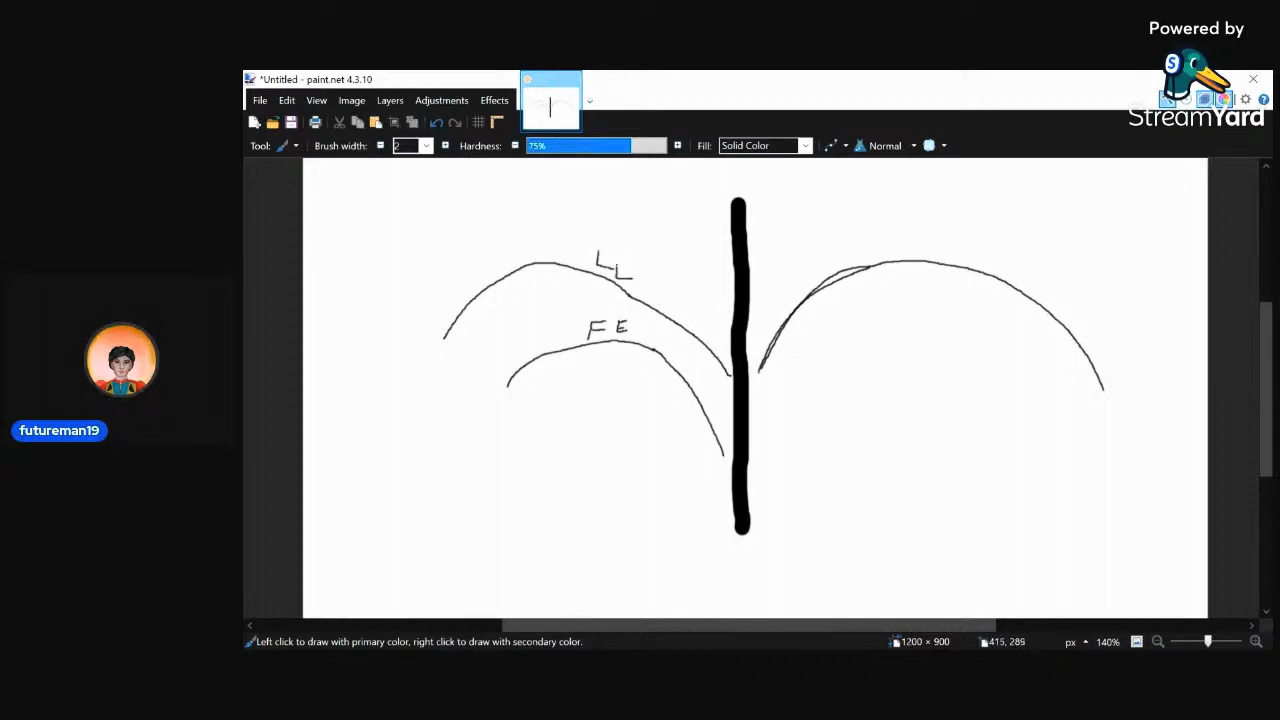 Powered by
StreamYard
S
*Untitled - paint.net 4.3.10
File Edit View Image Layers Adjustments Effects
Tool: Brush width: 2 Hardness: 75% Fill: Solid Color Normal
LL
FE
futureman19
Left click to draw with primary color, right click to draw with secondary color. 1200 × 900 415, 286 px 140%